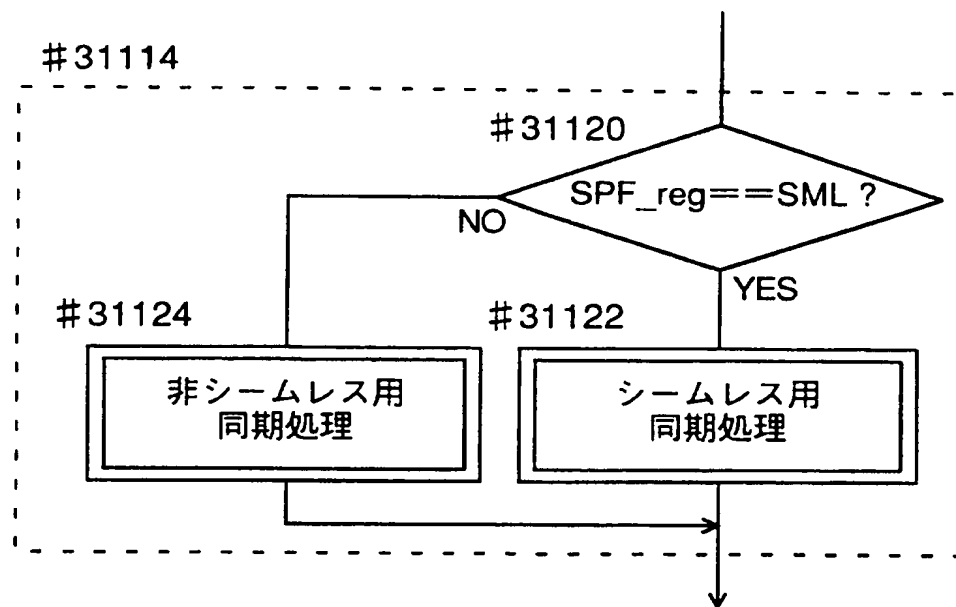 #31114
#31120
SPF_reg==SML?
NO
YES
#31124
#31122
非シームレス用
同期処理
シームレス用
同期処理